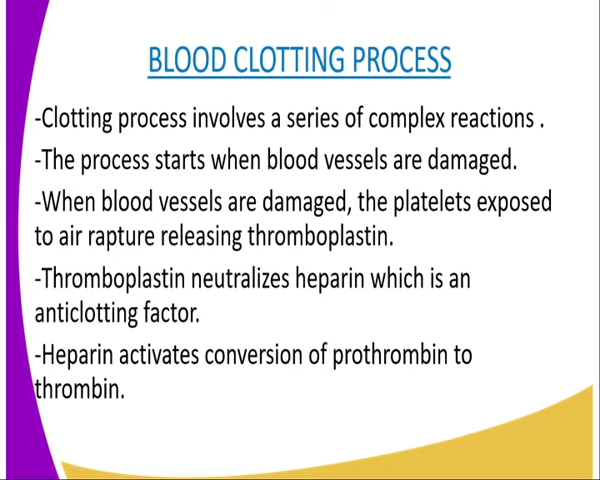 BLOOD CLOTTING PROCESS
-Clotting process involves a series of complex reactions .
-The process starts when blood vessels are damaged.
-When blood vessels are damaged, the platelets exposed
to air rapture releasing thromboplastin.
-Thromboplastin neutralizes heparin which is an
anticlotting factor.
-Heparin activates conversion of prothrombin to
thrombin.